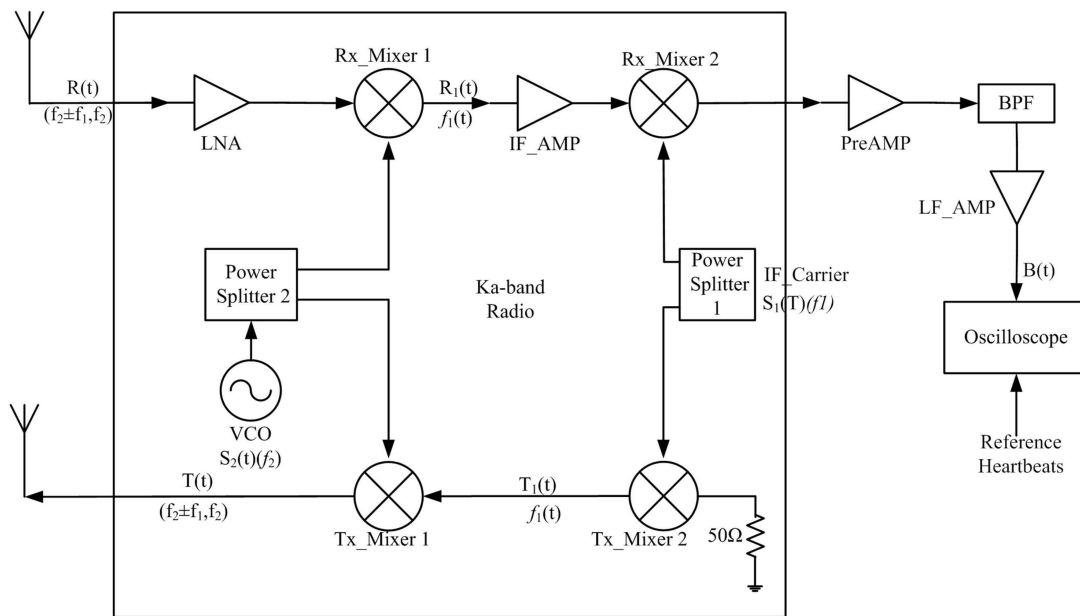 Rx_Mixer 1
Rx_Mixer 2
R(t)
(f₂±f₁,f₂)
LNA
R₁(t)
f₁(t)
IF_AMP
PreAMP
BPF
LF_AMP
Power
Splitter 2
Ka-band
Radio
Power
Splitter
1
IF_Carrier
S₁(T)(f1)
B(t)
Oscilloscope
VCO
S₂(t)(f₂)
Reference
Heartbeats
T(t)
(f₂±f₁,f₂)
Tx_Mixer 1
T₁(t)
f₁(t)
Tx_Mixer 2
50Ω